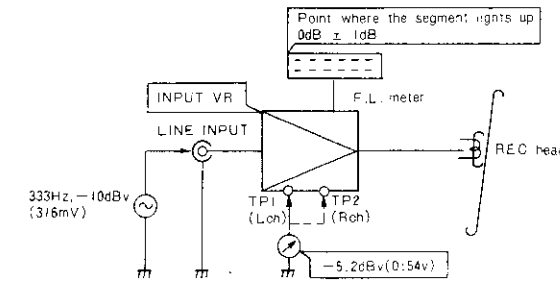 Point where the segment lights up
0dB ± 1dB
INPUT VR
F.L. meter
LINE INPUT
REC head
333Hz, -10dBv
(316mV)
TP1
(Lch)
TP2
(Rch)
-5.2dBv(0.54v)